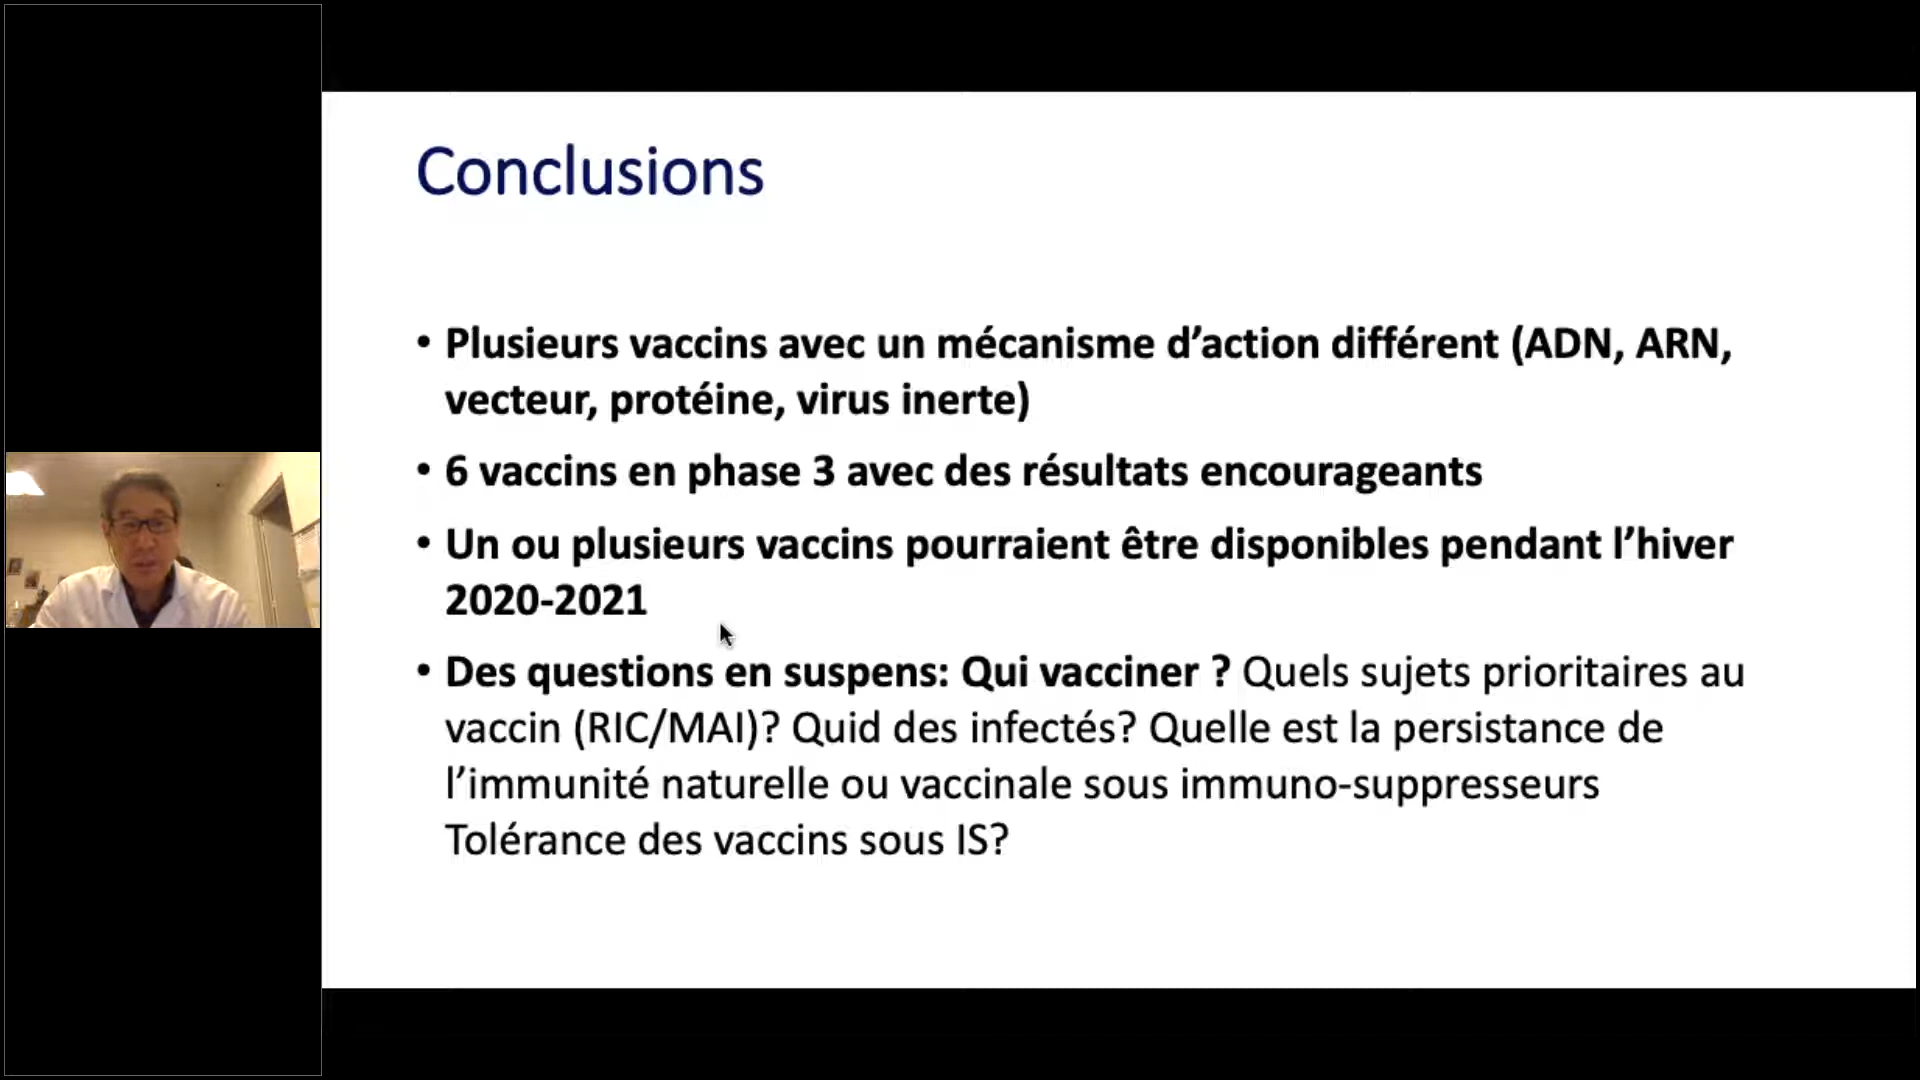 Conclusions
• Plusieurs vaccins avec un mécanisme d’action différent (ADN, ARN,
vecteur, protéine, virus inerte)
• 6 vaccins en phase 3 avec des résultats encourageants
• Un ou plusieurs vaccins pourraient être disponibles pendant l’hiver
2020-2021
• Des questions en suspens: Qui vacciner ? Quels sujets prioritaires au
vaccin (RIC/MAI)? Quid des infectés? Quelle est la persistance de
l’immunité naturelle ou vaccinale sous immuno-suppresseurs
Tolérance des vaccins sous IS?